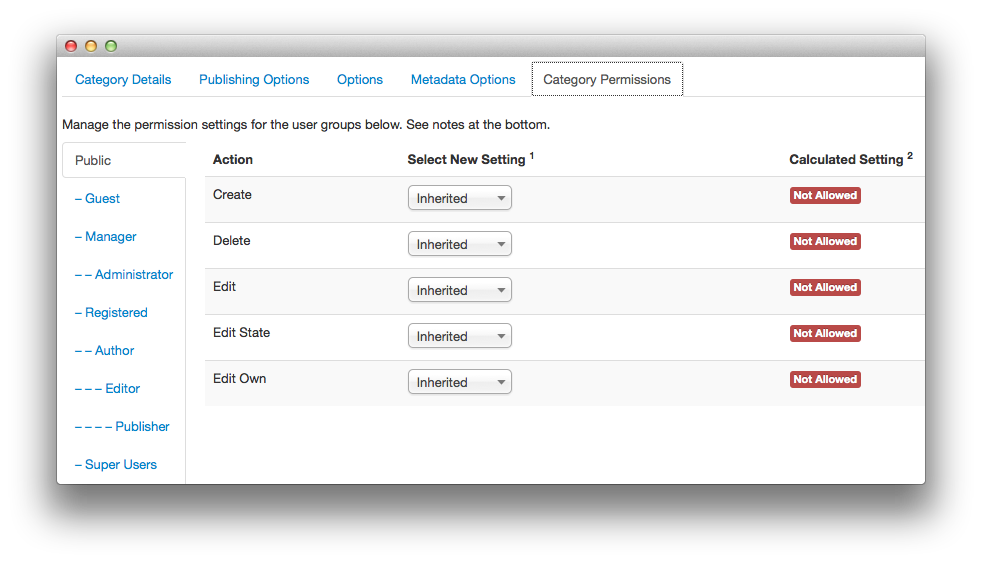 Category Details Publishing Options Options Metadata Options Category Permissions
Manage the permission settings for the user groups below. See notes at the bottom.
Public
– Guest
– Manager
– – Administrator
– Registered
– – Author
– – – Editor
– – – – Publisher
– Super Users
Action Select New Setting 1 Calculated Setting 2
Create Inherited Not Allowed
Delete Inherited Not Allowed
Edit Inherited Not Allowed
Edit State Inherited Not Allowed
Edit Own Inherited Not Allowed